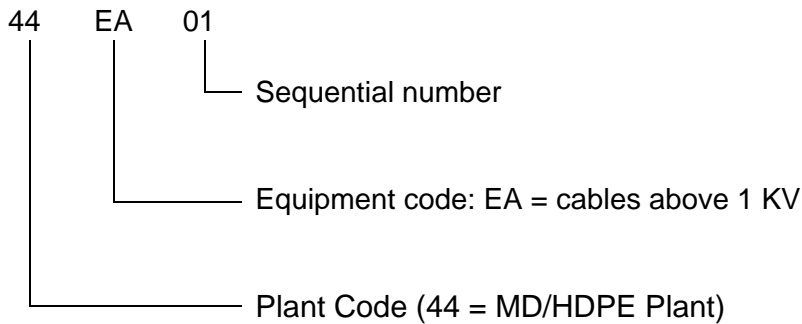 44 EA 01
Sequential number
Equipment code: EA = cables above 1 KV
Plant Code (44 = MD/HDPE Plant)